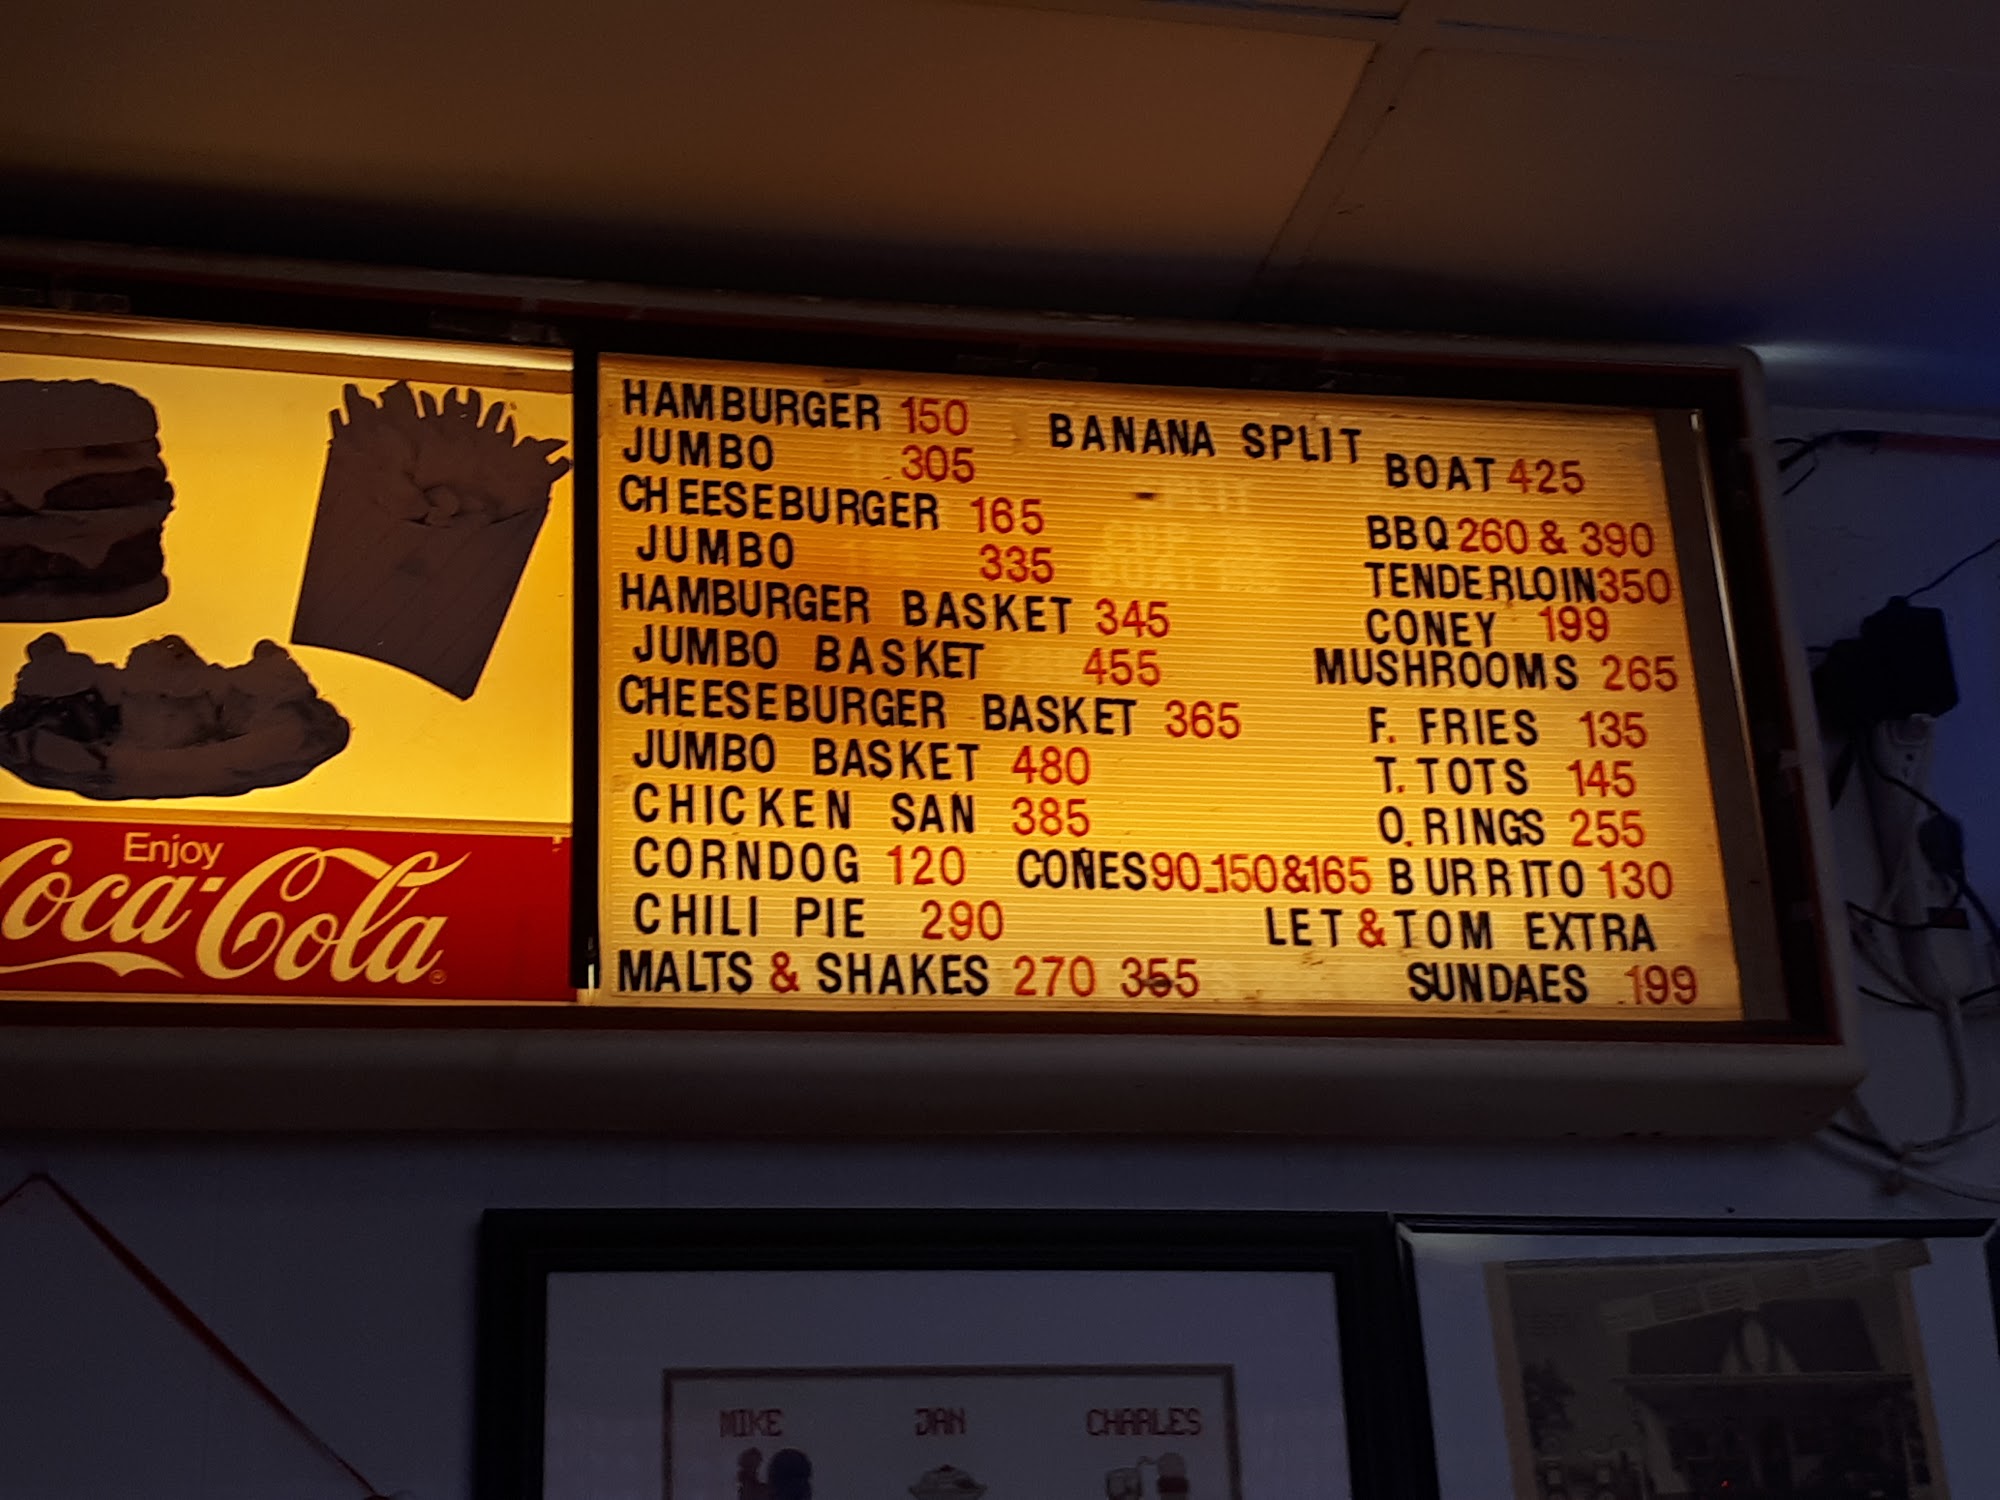 HAMBURGER 150
JUMBO 305
CHEESEBURGER 165
JUMBO 335
HAMBURGER BASKET 345
JUMBO BASKET 455
CHEESEBURGER BASKET 365
JUMBO BASKET 480
CHICKEN SAN 385
CORNDOG 120
CHILI PIE 290
MALTS & SHAKES 270 355
BANANA SPLIT
BOAT 425
BBQ 260 & 390
TENDERLOIN 350
CONEY 199
MUSHROOMS 265
F. FRIES 135
T. TOTS 145
O. RINGS 255
CONES 90 150 & 165
BURRITO 130
LET & TOM EXTRA
SUNDAES .199
Enjoy
Coca-Cola
MIKE
JAN
CHARLES